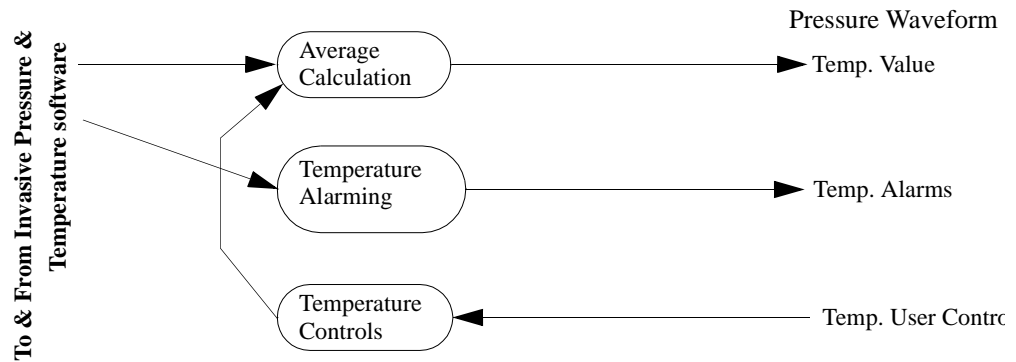 To & From Invasive Pressure &
Temperature software
Pressure Waveform
Average
Calculation
Temp. Value
Temperature
Alarming
Temp. Alarms
Temperature
Controls
Temp. User Contro